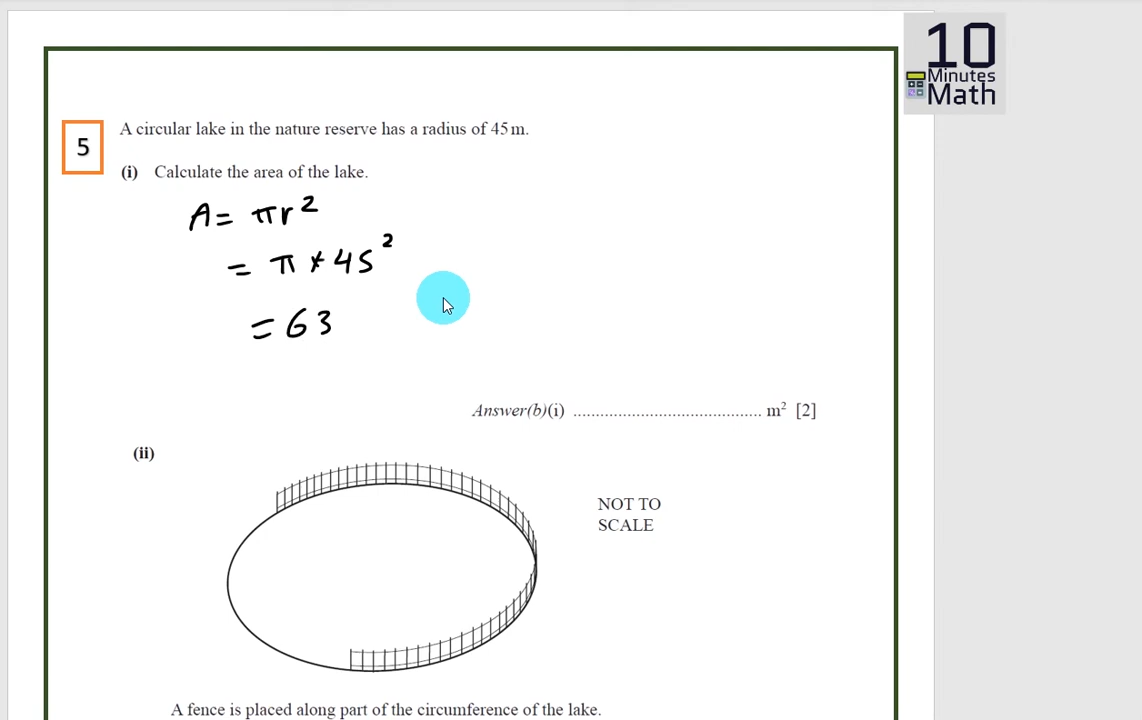 10
Minutes
Math
5
A circular lake in the nature reserve has a radius of 45 m.
(i) Calculate the area of the lake.
A = πr²
= π * 45²
= 63
Answer(b)(i) .......................................... m² [2]
(ii)
NOT TO
SCALE
A fence is placed along part of the circumference of the lake.